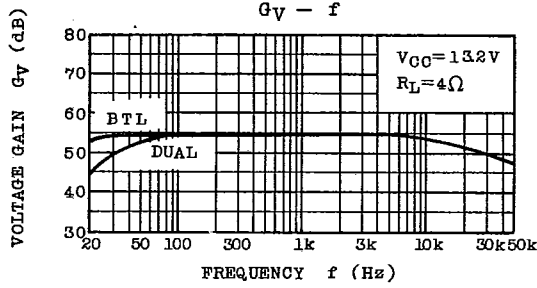 GV − f
VOLTAGE GAIN GV (dB)
80
70
60
50
40
30
VCC=13.2V
RL=4Ω
BTL
DUAL
20 50 100 300 1k 3k 10k 30k 50k
FREQUENCY f (Hz)